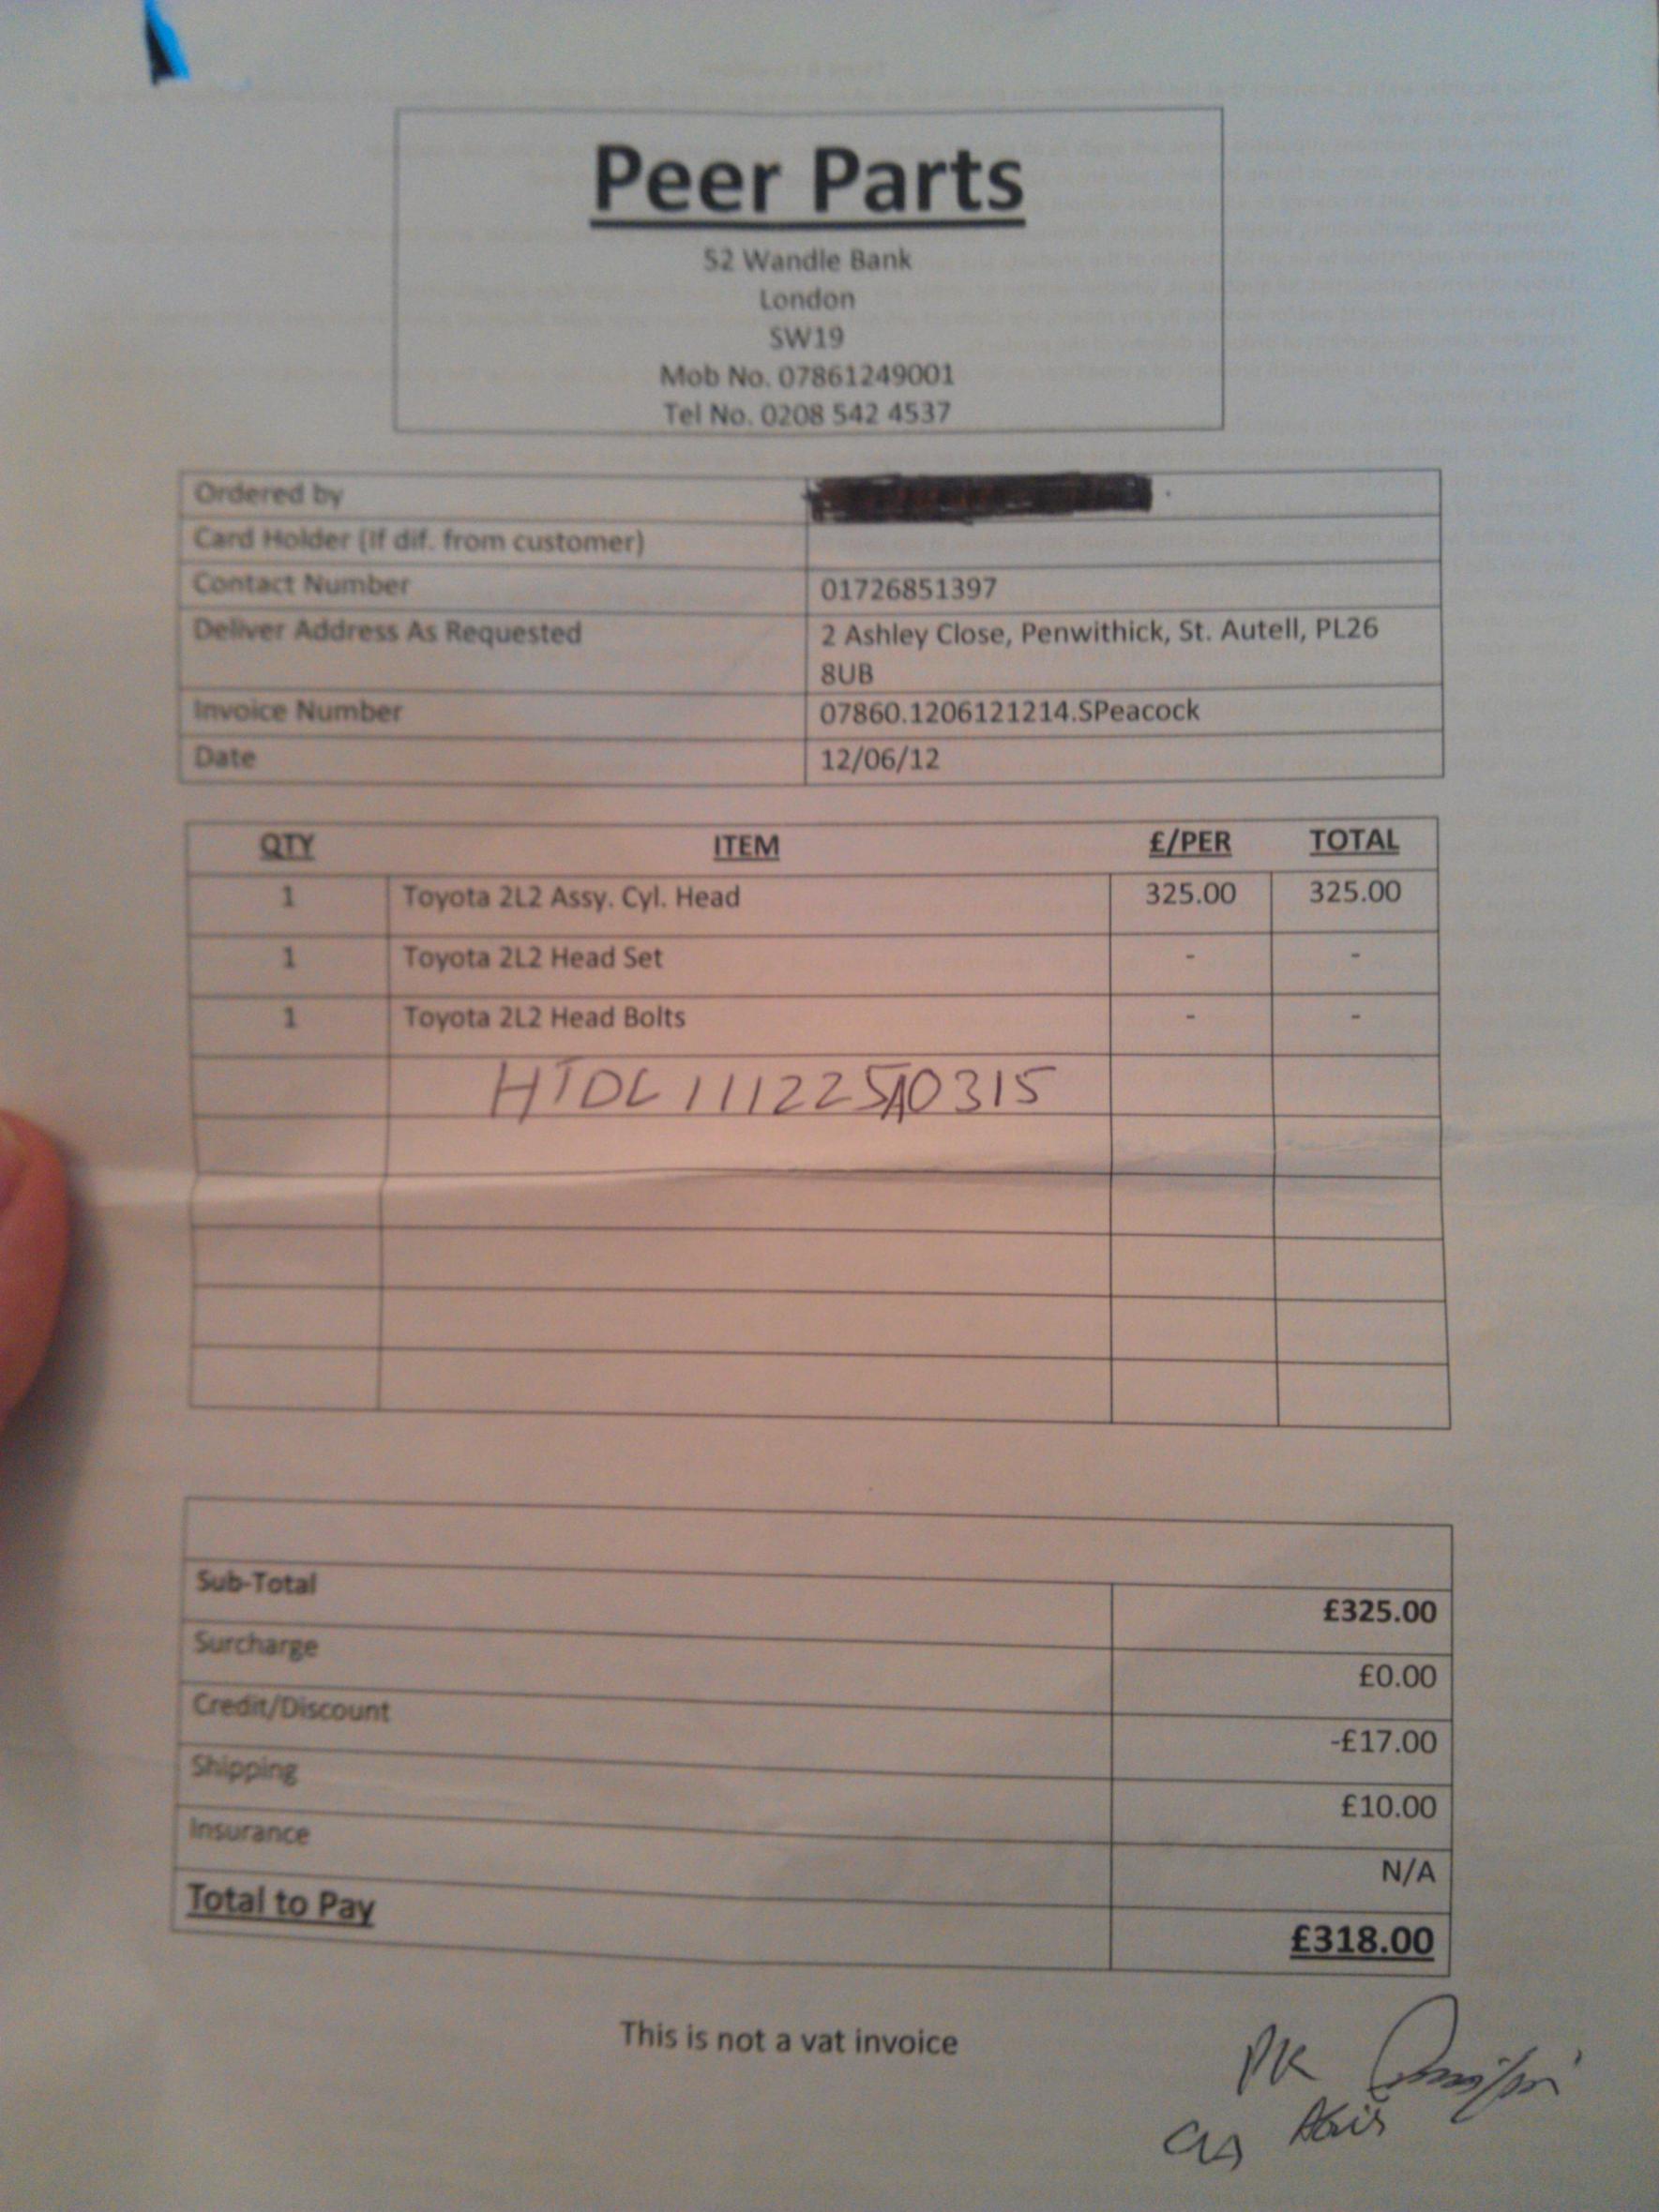 Peer Parts
52 Wandle Bank
London
SW19
Mob No. 07861249001
Tel No. 0208 542 4537
Ordered by
Card Holder (If dif. from customer)
Contact Number 01726851397
Deliver Address As Requested 2 Ashley Close, Penwithick, St. Autell, PL26
8UB
Invoice Number 07860.1206121214.SPeacock
Date 12/06/12
QTY ITEM £/PER TOTAL
1 Toyota 2L2 Assy. Cyl. Head 325.00 325.00
1 Toyota 2L2 Head Set - -
1 Toyota 2L2 Head Bolts - -
Sub-Total £325.00
Surcharge £0.00
Credit/Discount -£17.00
Shipping £10.00
Insurance N/A
Total to Pay £318.00
This is not a vat invoice